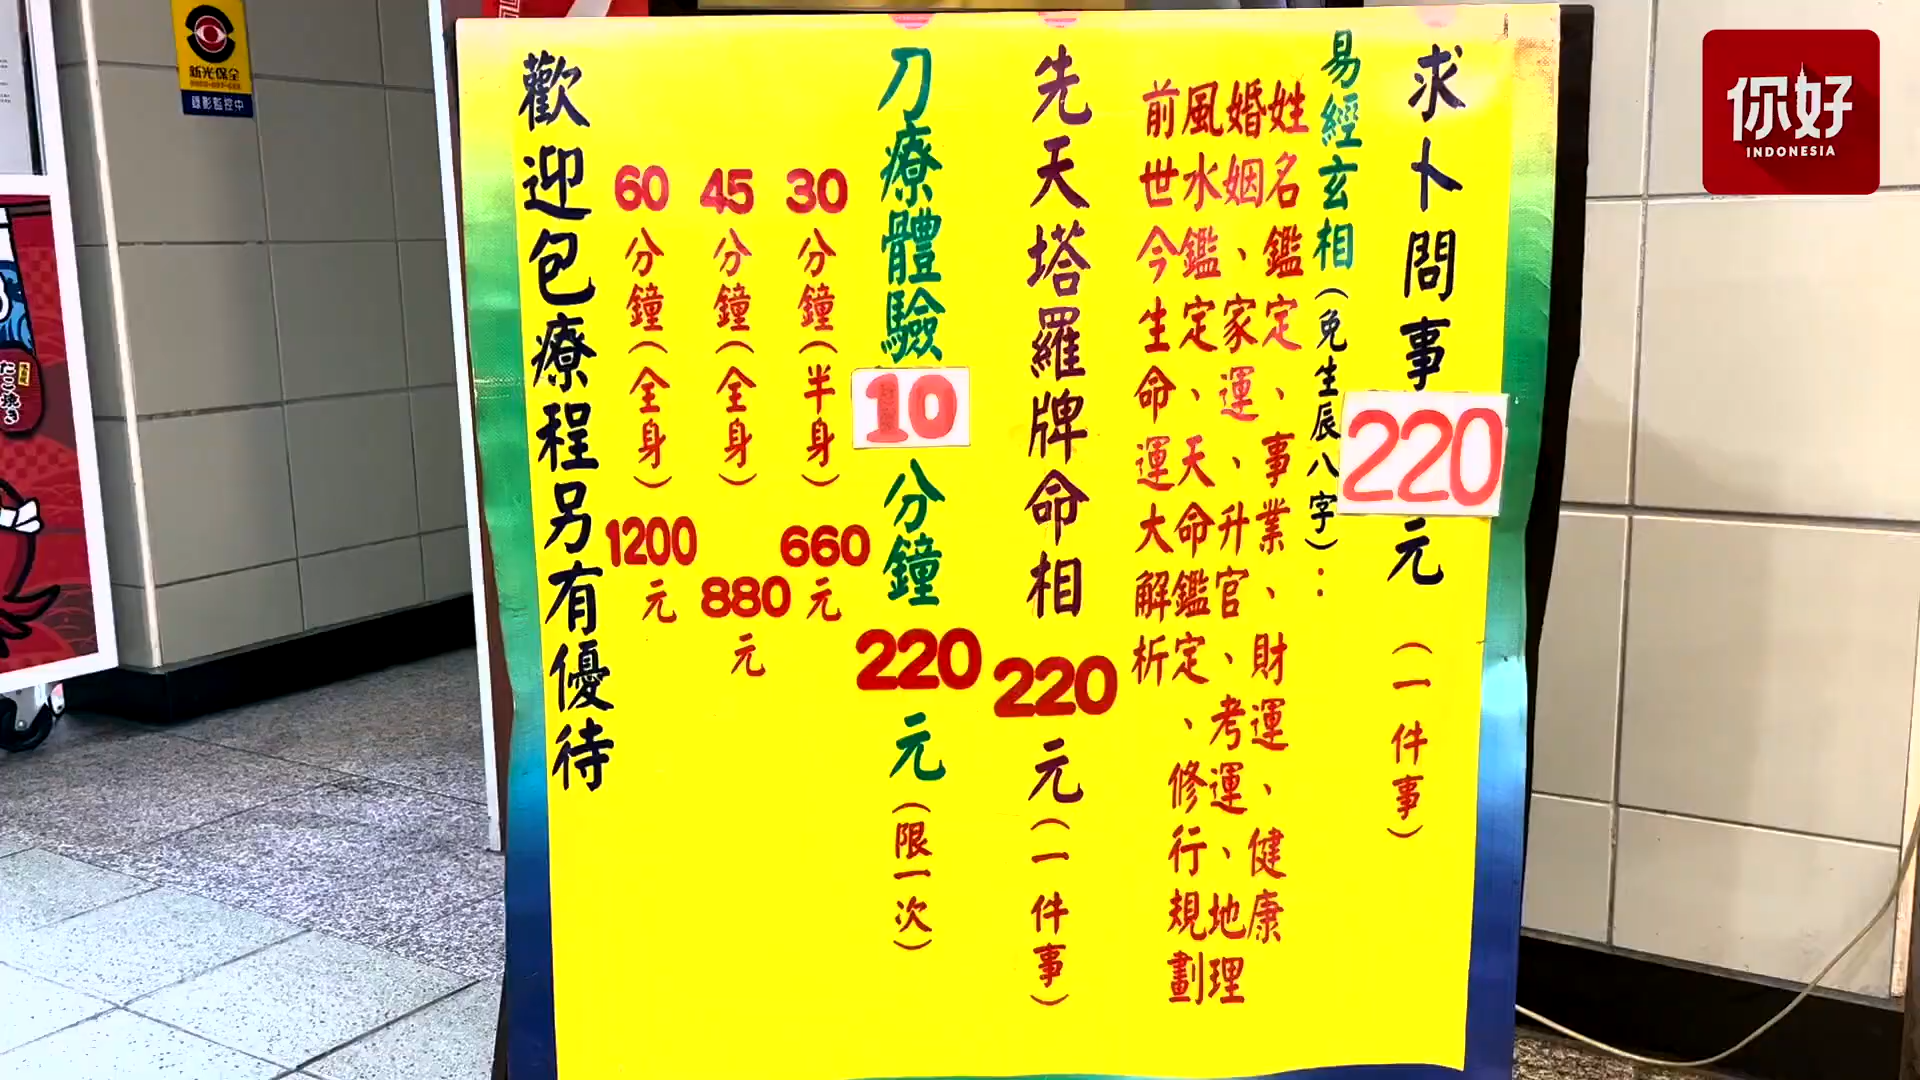 求卜問事220元(一件事)
易經玄相(免生辰八字):
姓名鑑定、事業、財運、健康
婚姻、家運、升官、考運、地理
風水鑑定、天命鑑定、修行規劃
前世今生命運大解析
先天塔羅牌命相220元(一件事)
刀療體驗10分鐘220元(限一次)
30分鐘(半身)660元
45分鐘(全身)880元
60分鐘(全身)1200元
歡迎包療程另有優待
新光保全
錄影監控中
たこ焼き
你好
INDONESIA